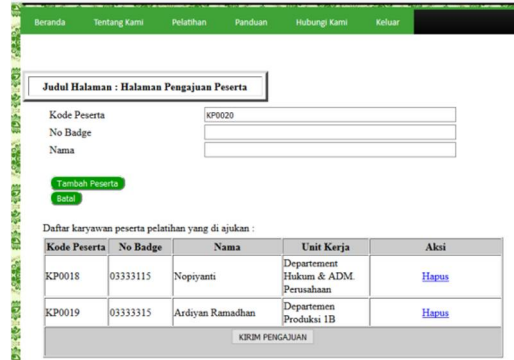 Beranda Tentang Kami Pelatihan Panduan Hubungi Kami Keluar
Judul Halaman : Halaman Pengajuan Peserta
Kode Peserta KP0020
No Badge
Nama
Tambah Peserta
Batal
Daftar karyawan peserta pelatihan yang di ajukan :
Kode Peserta No Badge Nama Unit Kerja Aksi
KP0018 03333115 Nopiyanti Departement Hukum & ADM. Perusahaan Hapus
KP0019 03333315 Ardiyan Ramadhan Departemen Produksi 1B Hapus
KIRIM PENGAJUAN